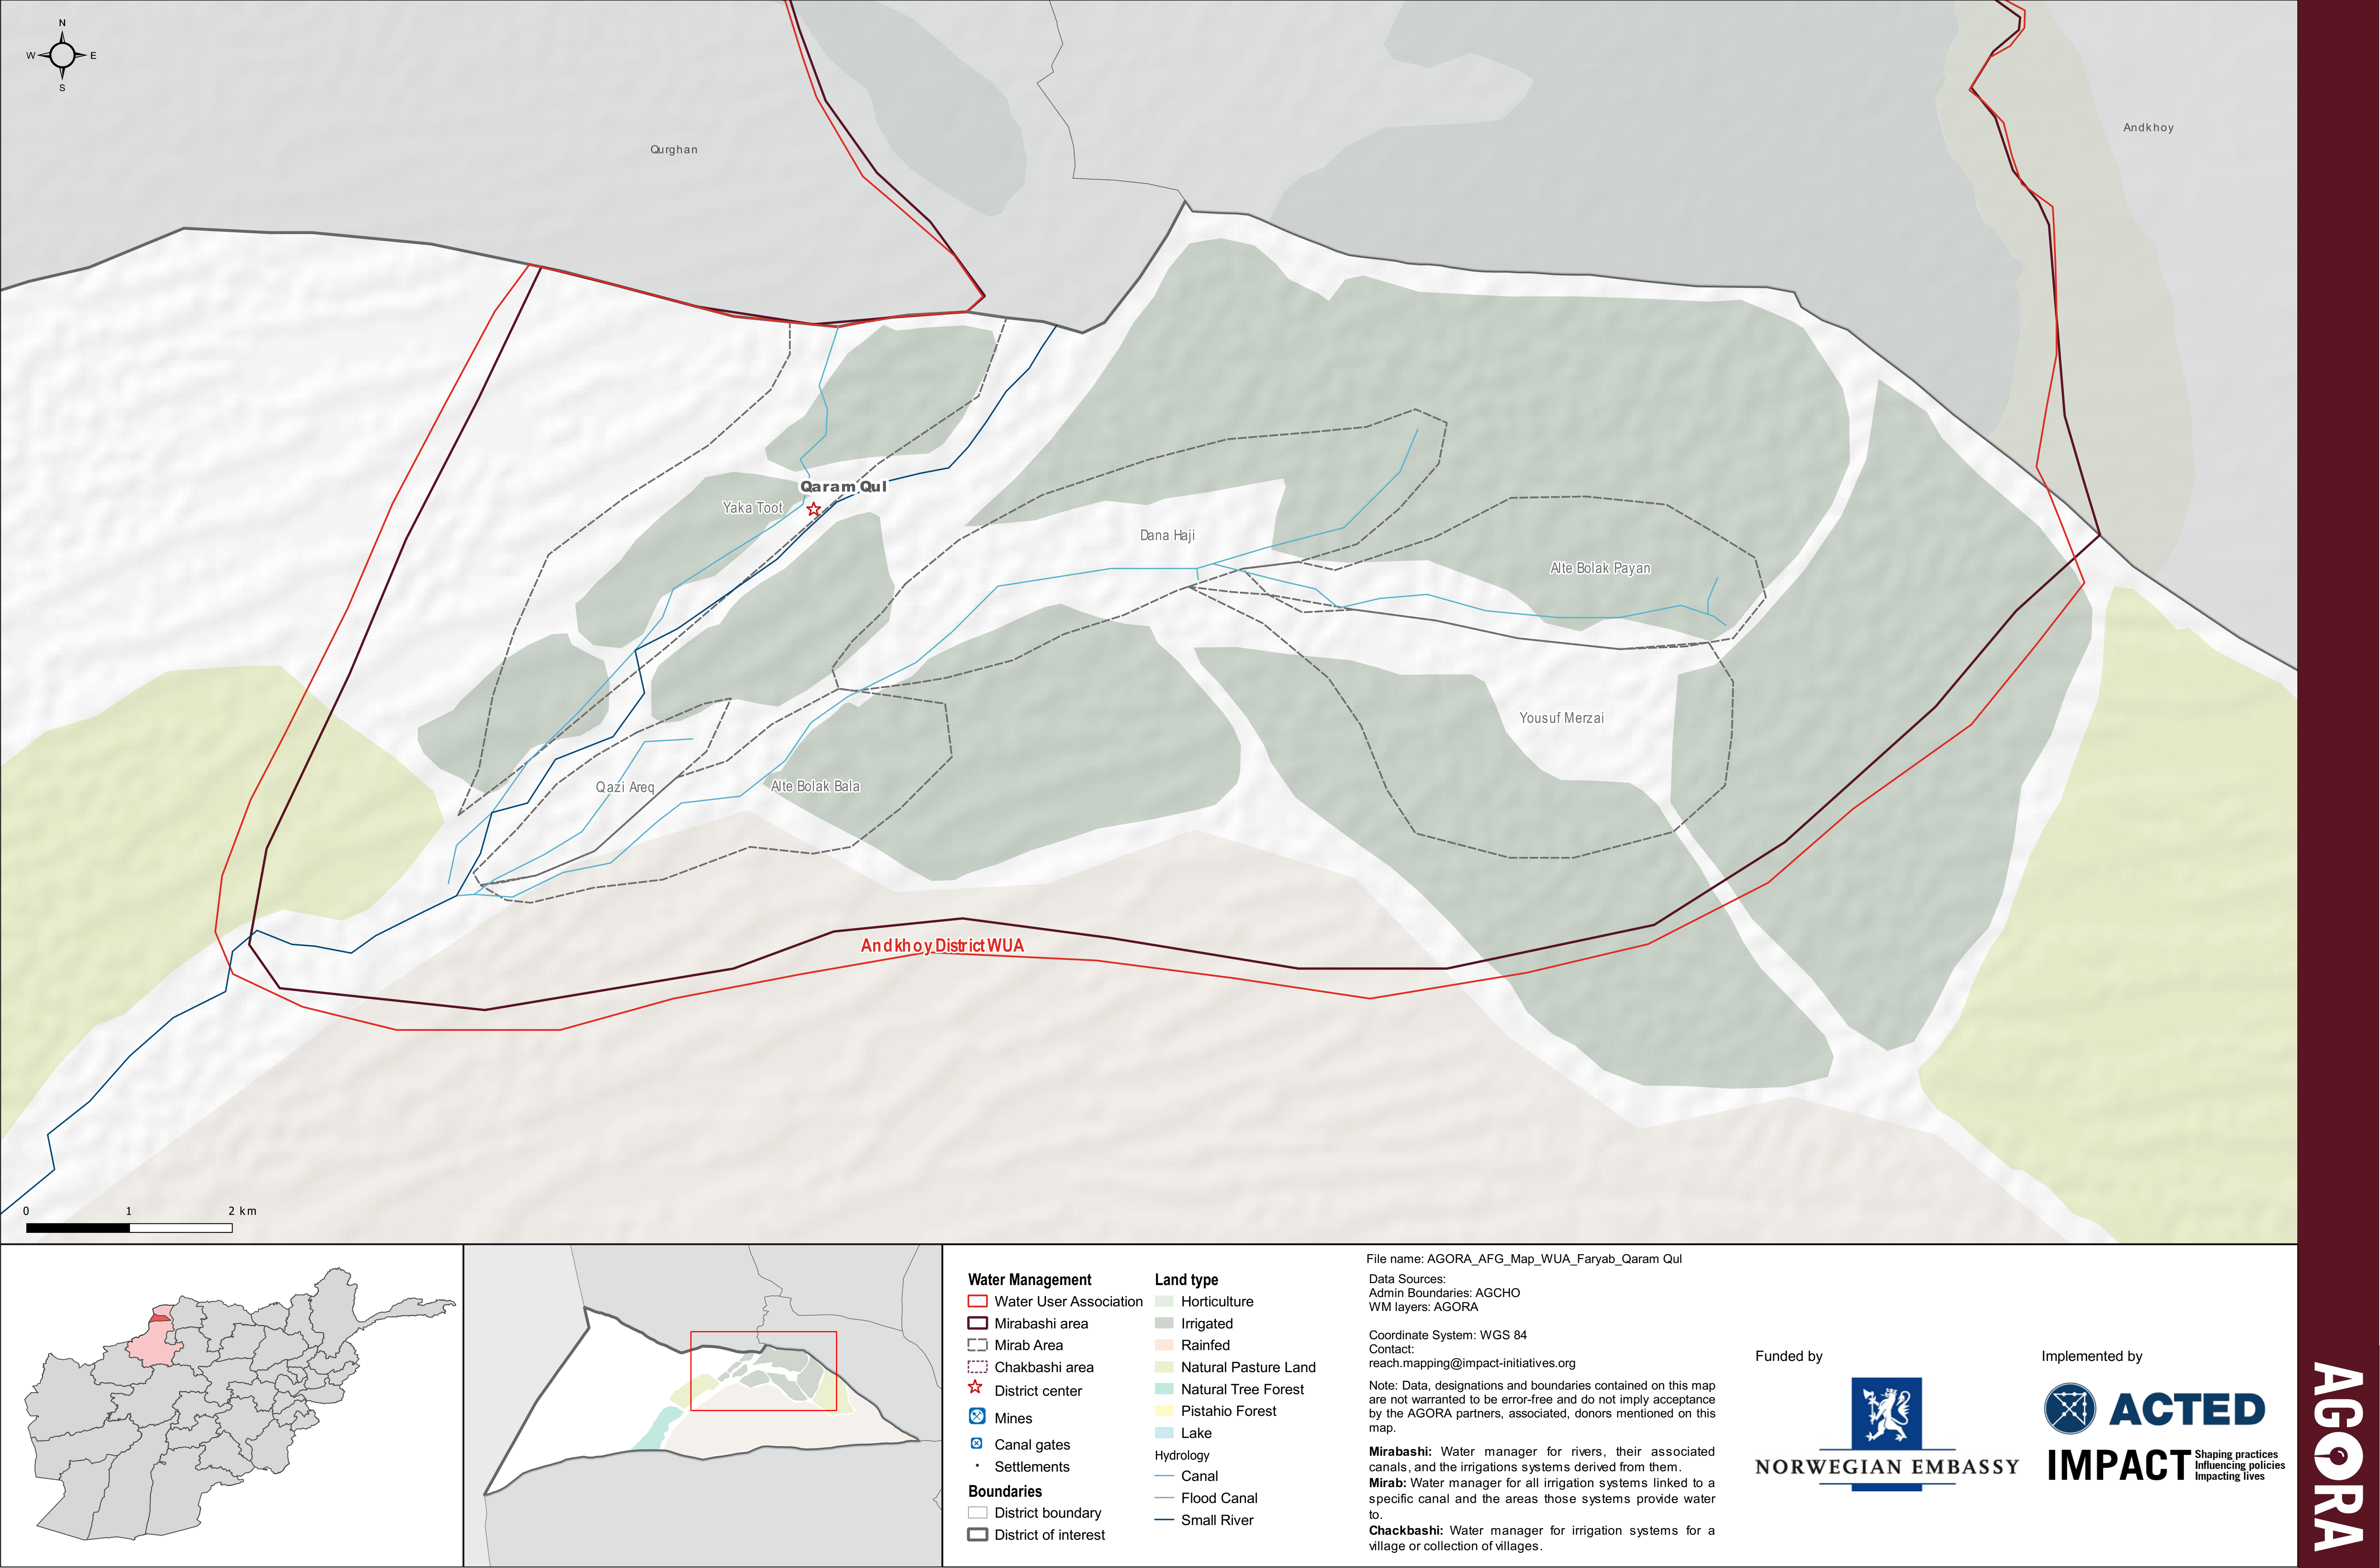 N
W E
S
Qurghan
Andkhoy
Qaram Qul
Yaka Toot
Dana Haji
Alte Bolak Payan
Yousuf Merzai
Qazi Areq
Alte Bolak Bala
Andkhoy District WUA
0 1 2 km
Water Management
Water User Association
Mirabashi area
Mirab Area
Chakbashi area
District center
Mines
Canal gates
Settlements
Boundaries
District boundary
District of interest
Land type
Horticulture
Irrigated
Rainfed
Natural Pasture Land
Natural Tree Forest
Pistahio Forest
Lake
Hydrology
Canal
Flood Canal
Small River
File name: AGORA_AFG_Map_WUA_Faryab_Qaram Qul
Data Sources:
Admin Boundaries: AGCHO
WM layers: AGORA
Coordinate System: WGS 84
Contact:
reach.mapping@impact-initiatives.org
Note: Data, designations and boundaries contained on this map
are not warranted to be error-free and do not imply acceptance
by the AGORA partners, associated, donors mentioned on this
map.
Mirabashi: Water manager for rivers, their associated
canals, and the irrigations systems derived from them.
Mirab: Water manager for all irrigation systems linked to a
specific canal and the areas those systems provide water
to.
Chackbashi: Water manager for irrigation systems for a
village or collection of villages.
Funded by
NORWEGIAN EMBASSY
Implemented by
ACTED
IMPACT
Shaping practices
Influencing policies
Impacting lives
AGORA